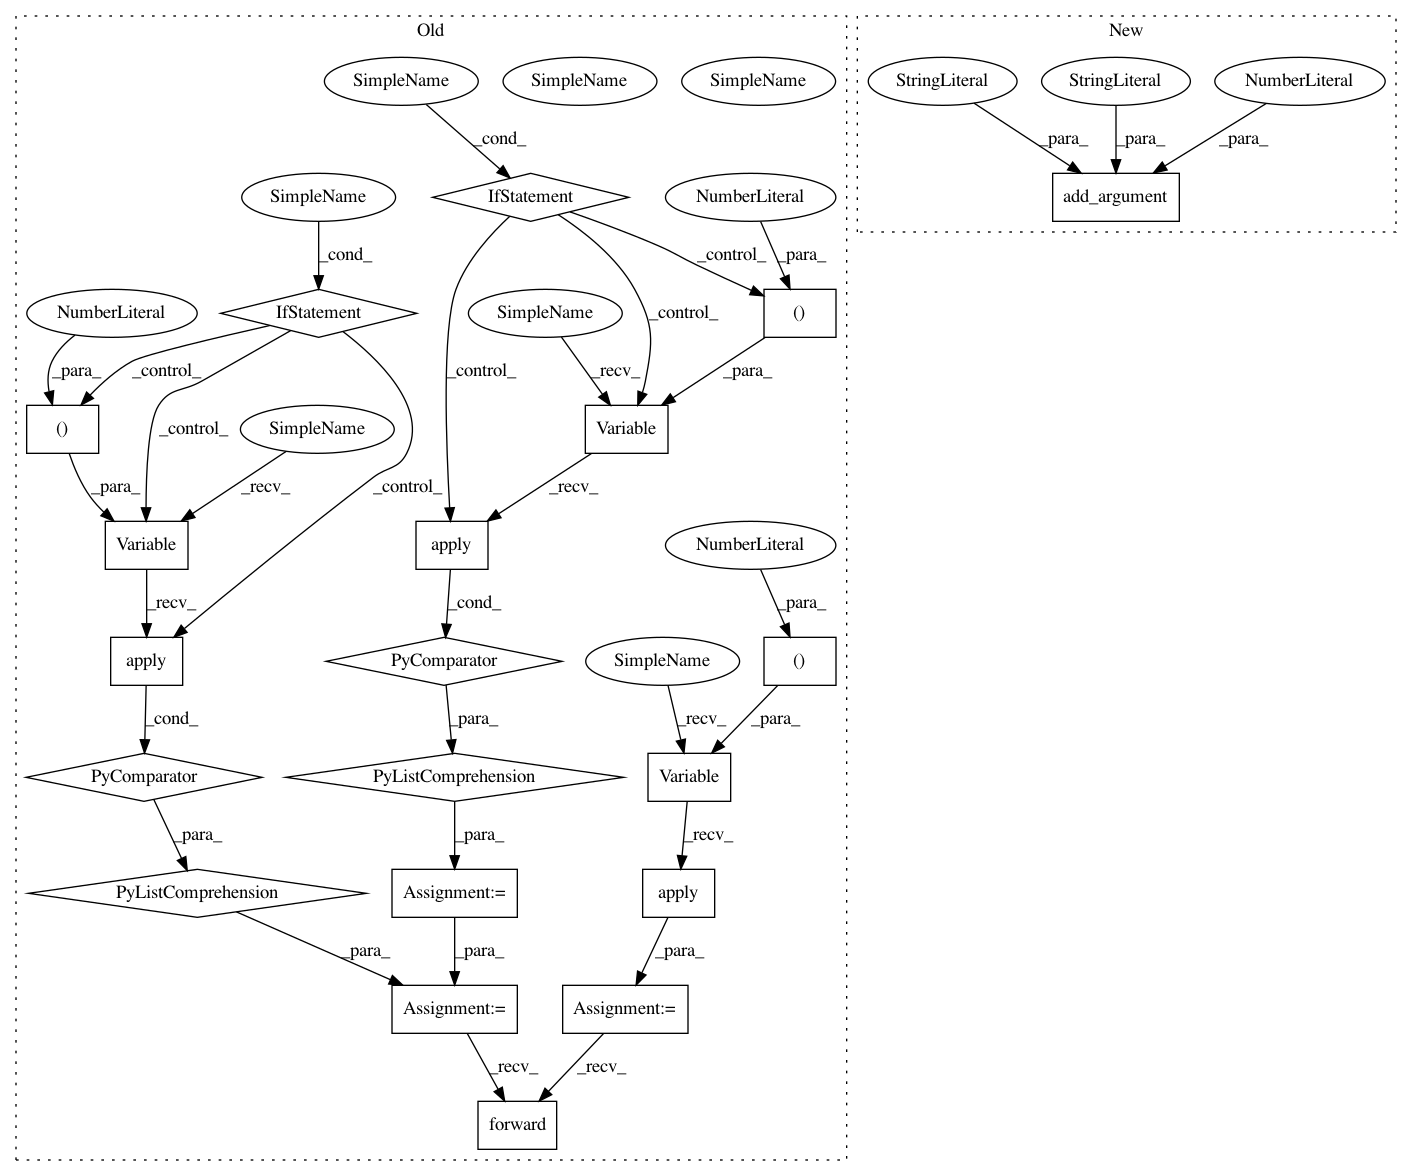 Old
New
SimpleName
SimpleName
SimpleName
StringLiteral
StringLiteral
NumberLiteral
_cond_
_para_
_para_
_para_
SimpleName
IfStatement
NumberLiteral
add_argument
_cond_
_control_
_para_
NumberLiteral
IfStatement
SimpleName
_control_
()
_para_
_control_
_control_
_recv_
_para_
()
_control_
SimpleName
Variable
_para_
_recv_
_control_
_recv_
Variable
apply
NumberLiteral
_recv_
_cond_
_para_
apply
PyComparator
SimpleName
()
_cond_
_para_
_recv_
_para_
PyComparator
PyListComprehension
Variable
_para_
_para_
_recv_
PyListComprehension
Assignment:=
apply
_para_
_para_
_para_
Assignment:=
Assignment:=
_recv_
_recv_
forward